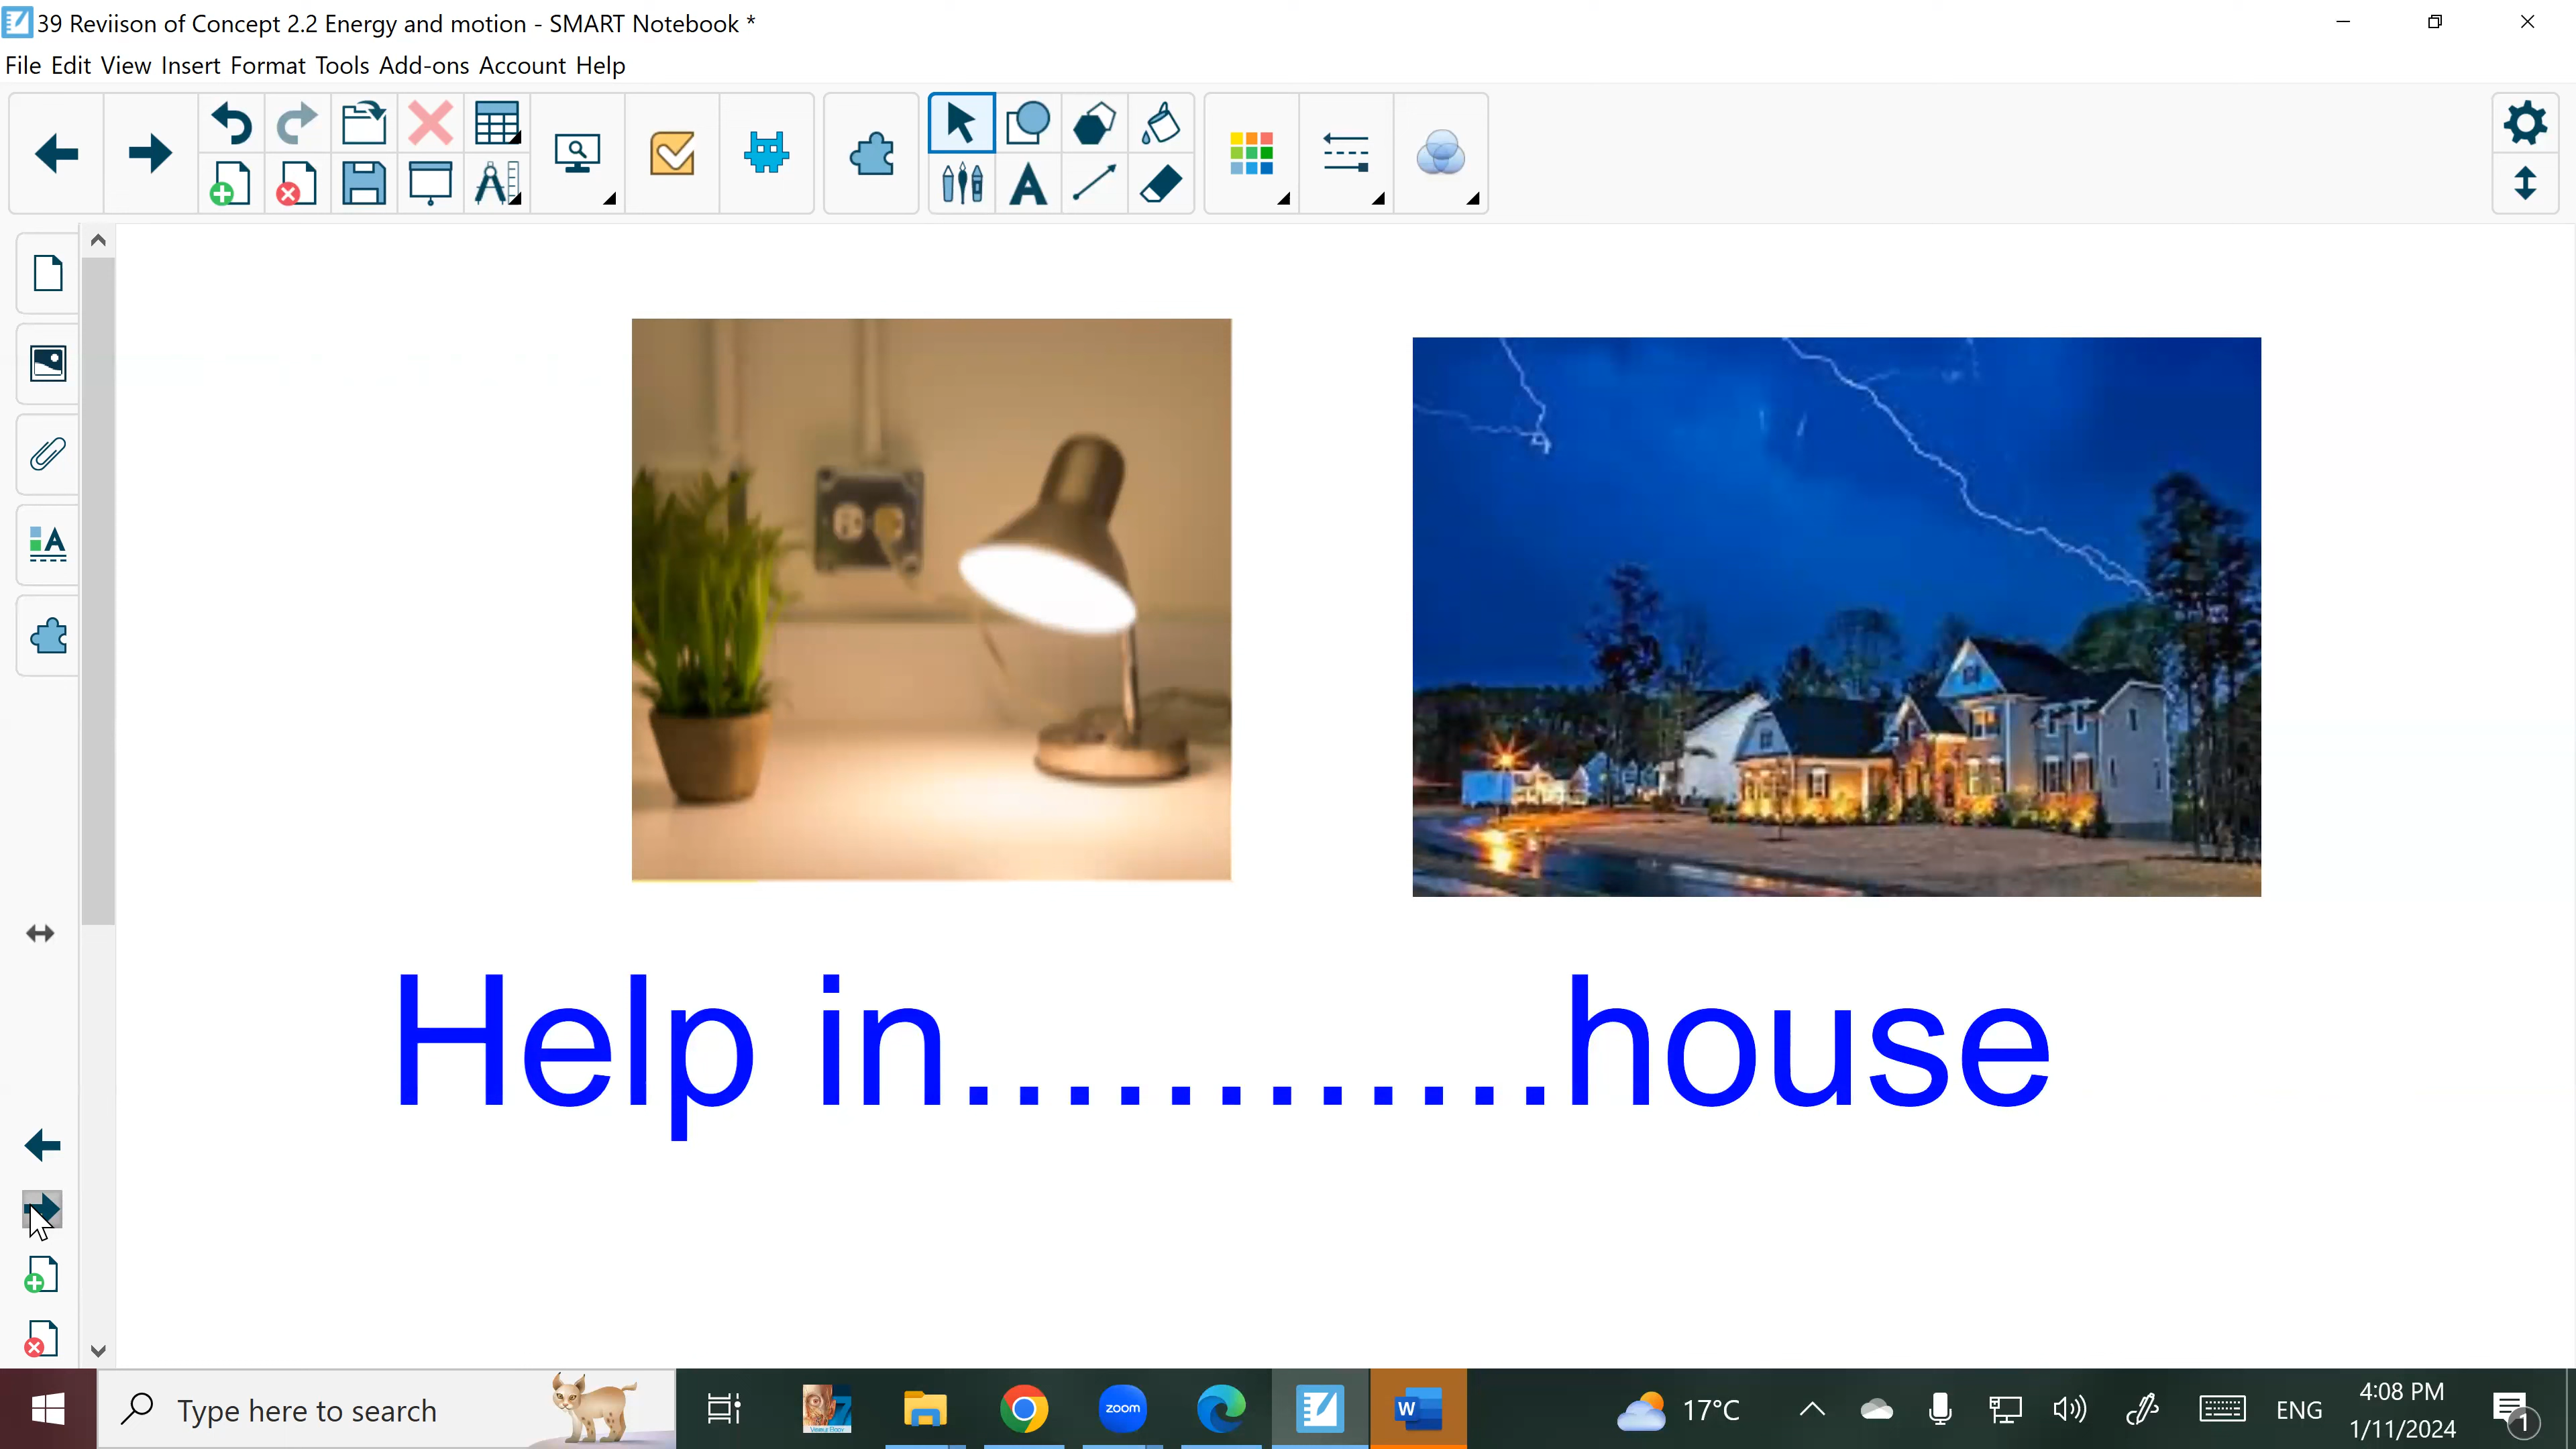 39 Reviison of Concept 2.2 Energy and motion - SMART Notebook *
File Edit View Insert Format Tools Add-ons Account Help
Help in............house
Type here to search
zoom
17°C
ENG
4:08 PM
1/11/2024
1